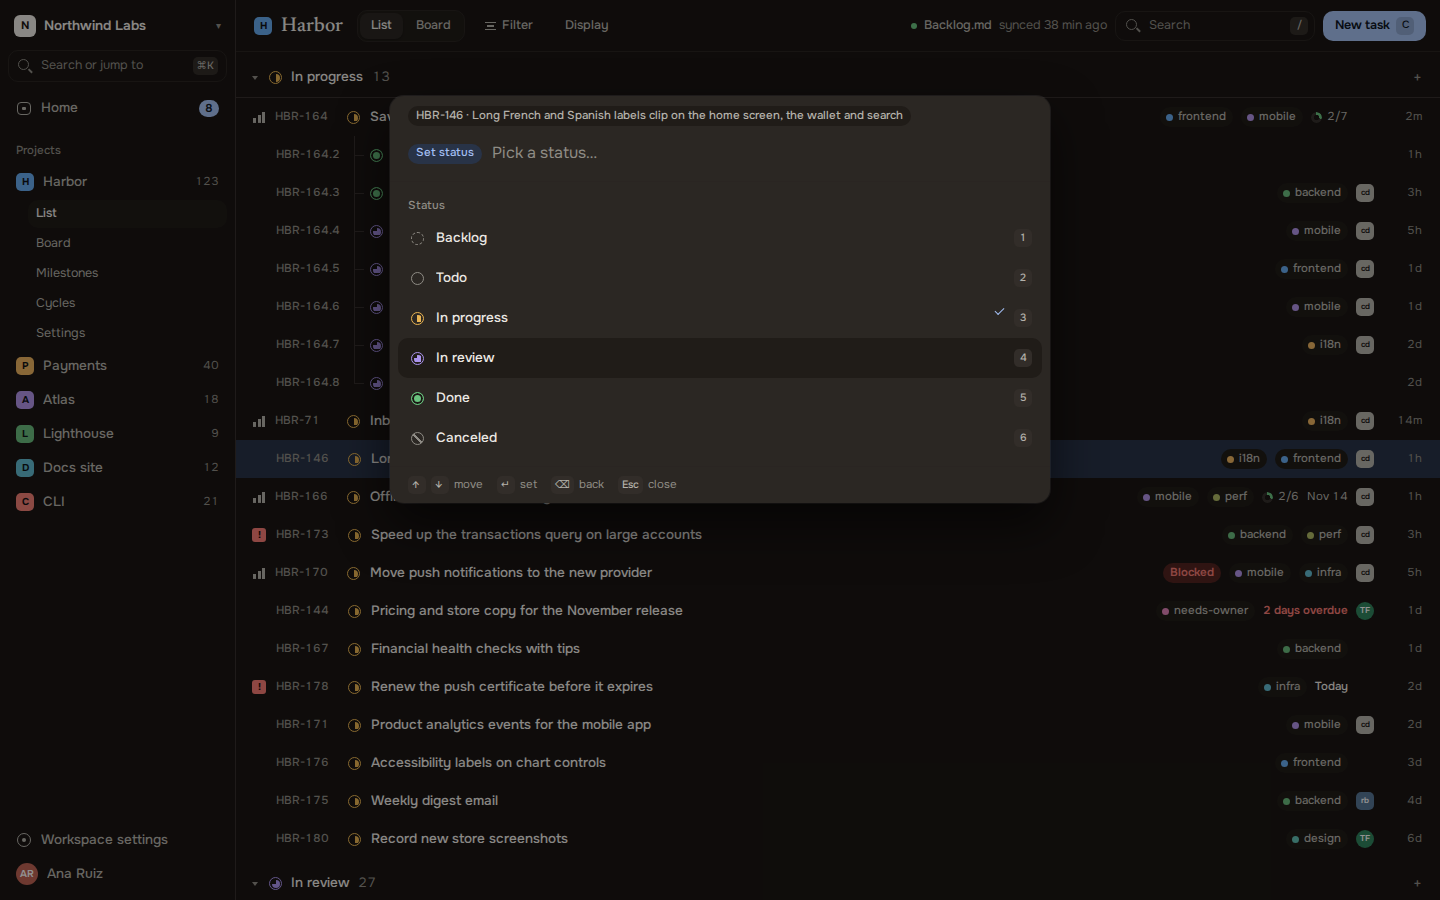 N Northwind Labs
Search or jump to ⌘K
Home 8
Projects
H Harbor 123
List
Board
Milestones
Cycles
Settings
P Payments 40
A Atlas 18
L Lighthouse 9
D Docs site 12
C CLI 21
Workspace settings
AR Ana Ruiz
H Harbor List Board Filter Display Backlog.md synced 38 min ago Search / New task C
In progress 13 +
HBR-146 · Long French and Spanish labels clip on the home screen, the wallet and search
Set status Pick a status...
Status
Backlog 1
Todo 2
In progress 3
In review 4
Done 5
Canceled 6
↑ ↓ move ↵ set ⌫ back Esc close
HBR-164 frontend mobile 2/7 2m
HBR-164.2 1h
HBR-164.3 backend cd 3h
HBR-164.4 mobile cd 5h
HBR-164.5 frontend cd 1d
HBR-164.6 mobile cd 1d
HBR-164.7 i18n cd 2d
HBR-164.8 2d
HBR-71 i18n cd 14m
HBR-146 i18n frontend cd 1h
HBR-166 mobile perf 2/6 Nov 14 cd 1h
! HBR-173 Speed up the transactions query on large accounts backend perf cd 3h
HBR-170 Move push notifications to the new provider Blocked mobile infra cd 5h
HBR-144 Pricing and store copy for the November release needs-owner 2 days overdue TF 1d
HBR-167 Financial health checks with tips backend 1d
! HBR-178 Renew the push certificate before it expires infra Today 2d
HBR-171 Product analytics events for the mobile app mobile cd 2d
HBR-176 Accessibility labels on chart controls frontend 3d
HBR-175 Weekly digest email backend rb 4d
HBR-180 Record new store screenshots design TF 6d
In review 27 +